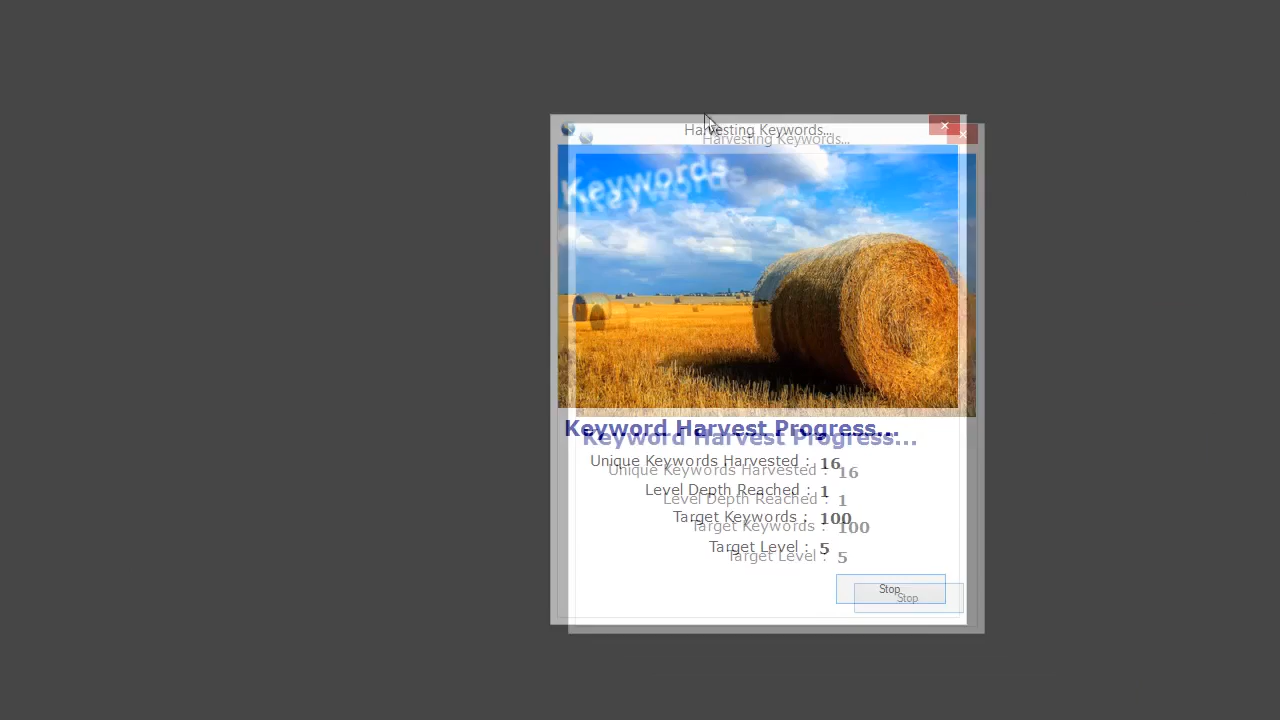 Harvesting Keywords...
Keywords
Keyword Harvest Progress...
Unique Keywords Harvested : 16
Level Depth Reached : 1
Target Keywords : 100
Target Level : 5
Stop